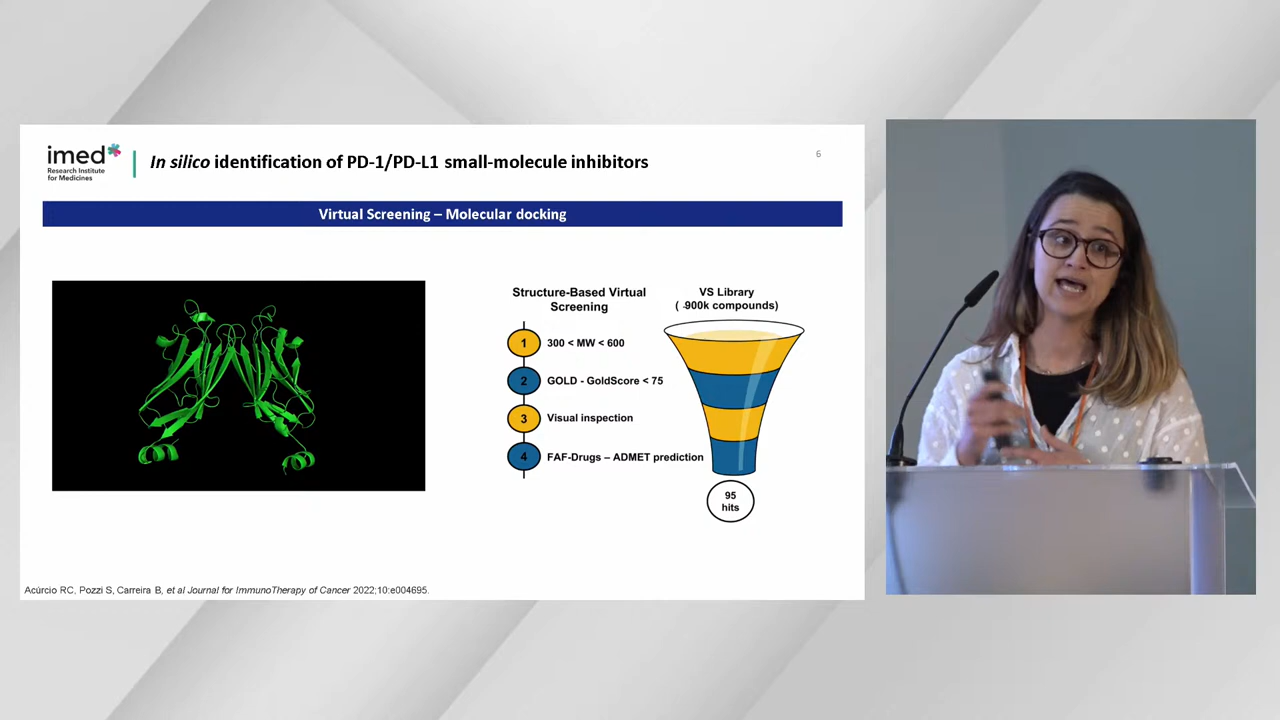 imed
Research Institute
for Medicines
In silico identification of PD-1/PD-L1 small-molecule inhibitors
6
Virtual Screening – Molecular docking
Structure-Based Virtual
Screening
1 300 < MW < 600
2 GOLD - GoldScore < 75
3 Visual inspection
4 FAF-Drugs – ADMET prediction
VS Library
( .900k compounds)
95
hits
Acúrcio RC, Pozzi S, Carreira B, et al Journal for ImmunoTherapy of Cancer 2022;10:e004695.